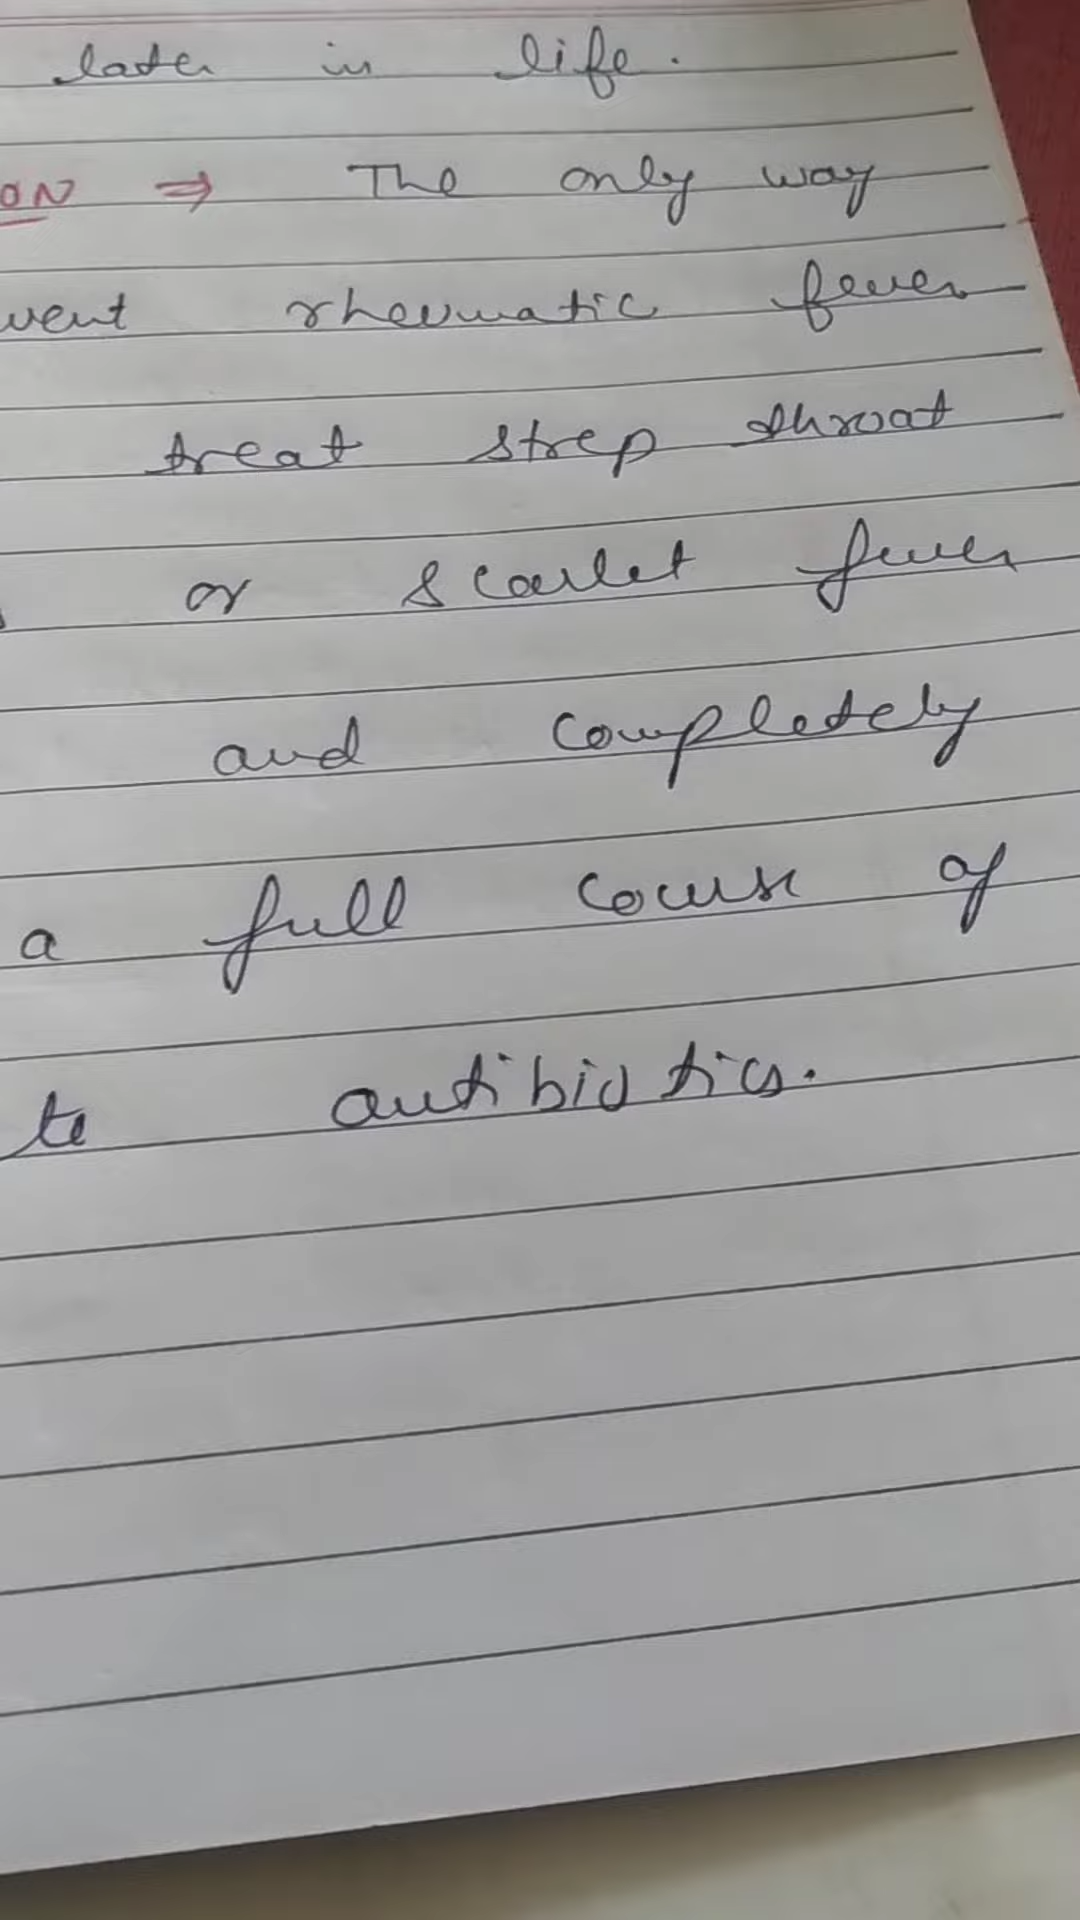 later in life.
ON ⇒ The only way
vent rheumatic fever
treat strep throat
or scarlet fever
and completely
a full course of
te antibiotics.